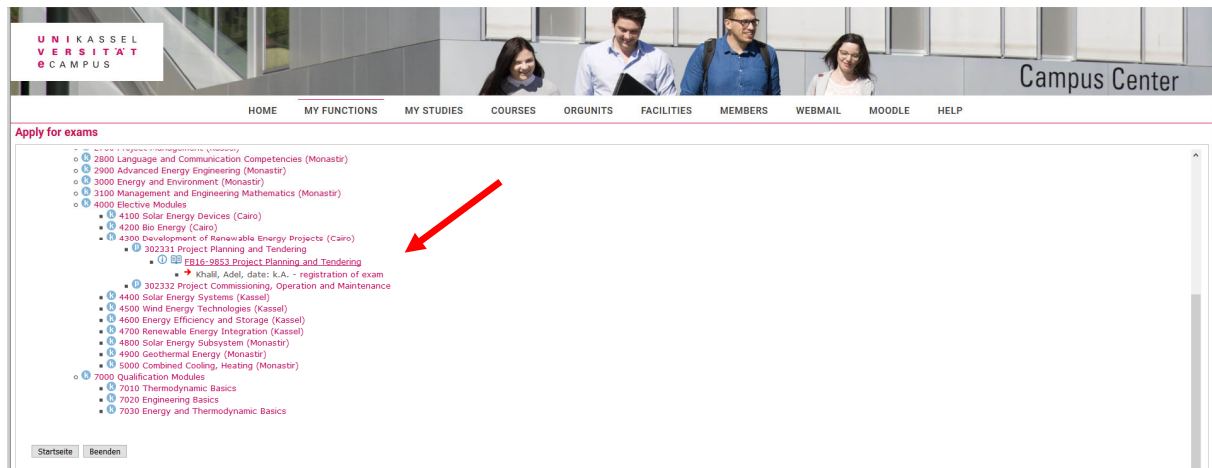 UNIKASSEL
VERSITÄT
eCAMPUS
Campus Center
HOME MY FUNCTIONS MY STUDIES COURSES ORGUNITS FACILITIES MEMBERS WEBMAIL MOODLE HELP
Apply for exams
2700 Project Management (Kassel)
k 2800 Language and Communication Competencies (Monastir)
k 2900 Advanced Energy Engineering (Monastir)
k 3000 Energy and Environment (Monastir)
k 3100 Management and Engineering Mathematics (Monastir)
k 4000 Elective Modules
k 4100 Solar Energy Devices (Cairo)
k 4200 Bio Energy (Cairo)
k 4300 Development of Renewable Energy Projects (Cairo)
P 302331 Project Planning and Tendering
i FB16-9853 Project Planning and Tendering
Khalil, Adel, date: k.A. - registration of exam
P 302332 Project Commissioning, Operation and Maintenance
k 4400 Solar Energy Systems (Kassel)
k 4500 Wind Energy Technologies (Kassel)
k 4600 Energy Efficiency and Storage (Kassel)
k 4700 Renewable Energy Integration (Kassel)
k 4800 Solar Energy Subsystem (Monastir)
k 4900 Geothermal Energy (Monastir)
k 5000 Combined Cooling, Heating (Monastir)
k 7000 Qualification Modules
k 7010 Thermodynamic Basics
k 7020 Engineering Basics
k 7030 Energy and Thermodynamic Basics
Startseite Beenden